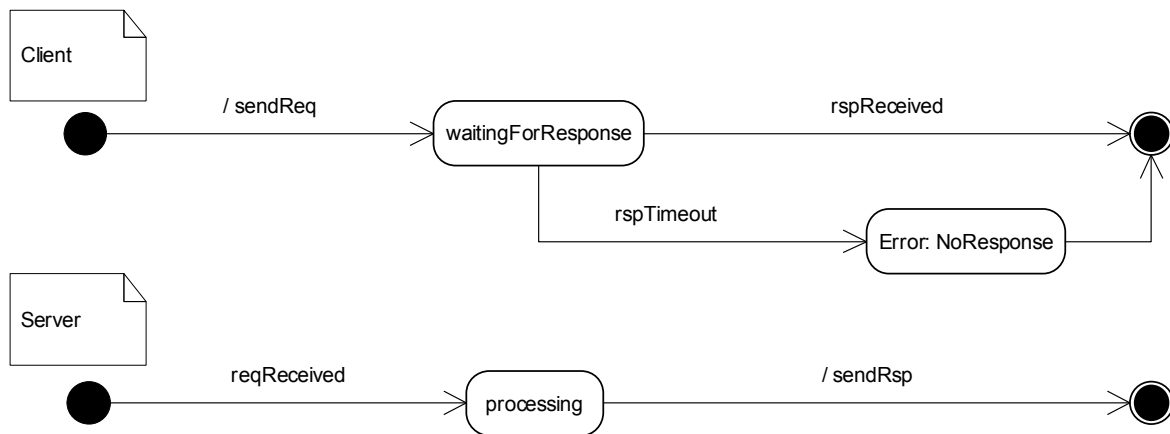 Client
/ sendReq
rspReceived
waitingForResponse
rspTimeout
Error: NoResponse
Server
reqReceived
/ sendRsp
processing